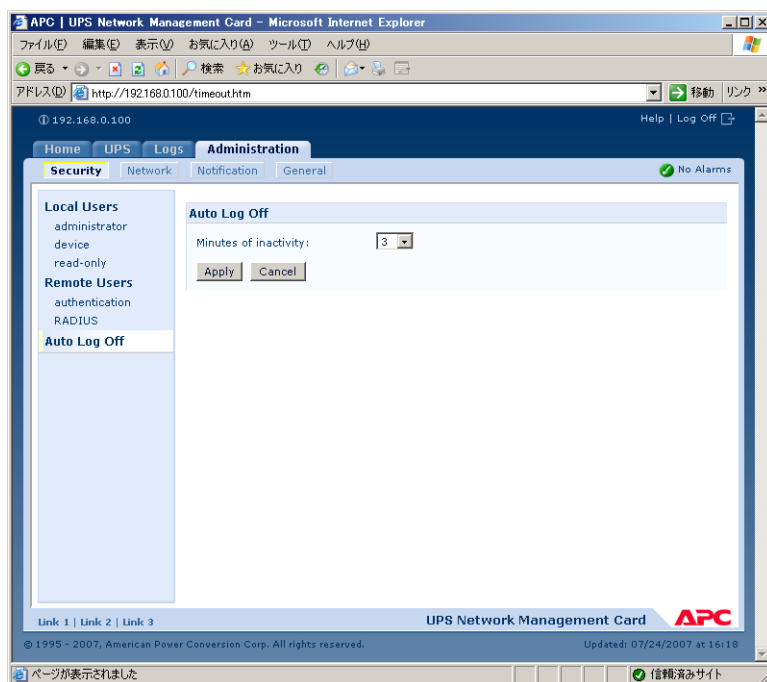 APC | UPS Network Management Card - Microsoft Internet Explorer
ファイル(F) 編集(E) 表示(V) お気に入り(A) ツール(T) ヘルプ(H)
戻る 検索 お気に入り
アドレス(D) http://192.168.0.100/timeout.htm 移動 リンク »
192.168.0.100 Help | Log Off
Home UPS Logs Administration
Security Network Notification General No Alarms
Local Users
administrator
device
read-only
Remote Users
authentication
RADIUS
Auto Log Off
Auto Log Off
Minutes of inactivity: 3
Apply Cancel
Link 1 | Link 2 | Link 3 UPS Network Management Card APC
© 1995 - 2007, American Power Conversion Corp. All rights reserved. Updated: 07/24/2007 at 16:18
ページが表示されました 信頼済みサイト